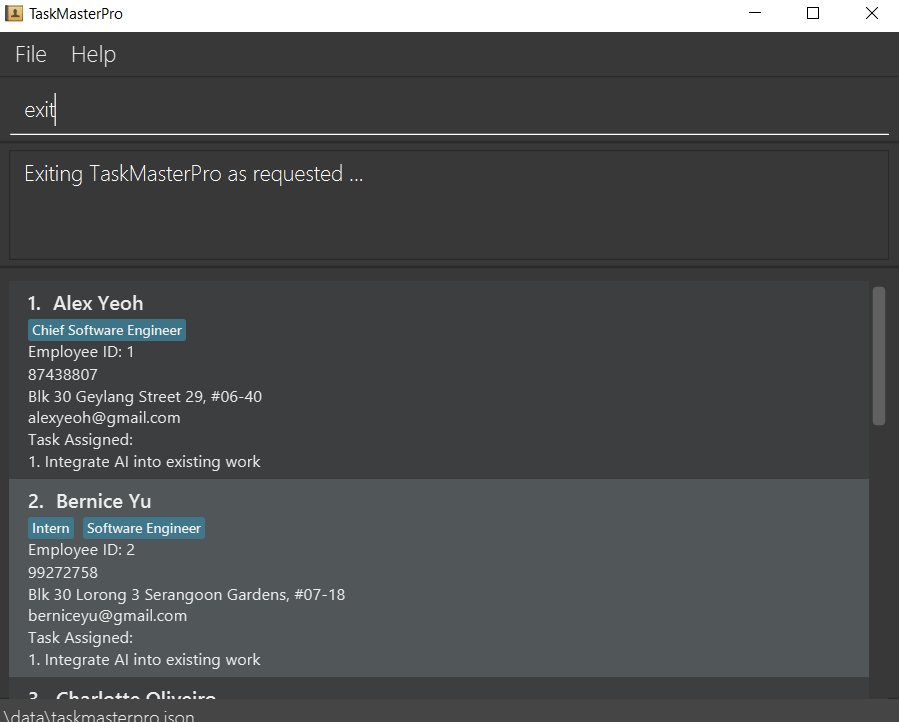 TaskMasterPro
File Help
exit
Exiting TaskMasterPro as requested ...
1. Alex Yeoh
Chief Software Engineer
Employee ID: 1
87438807
Blk 30 Geylang Street 29, #06-40
alexyeoh@gmail.com
Task Assigned:
1. Integrate AI into existing work
2. Bernice Yu
Intern Software Engineer
Employee ID: 2
99272758
Blk 30 Lorong 3 Serangoon Gardens, #07-18
berniceyu@gmail.com
Task Assigned:
1. Integrate AI into existing work
3. Charlotte Oliveiro
.\data\taskmasterpro.json